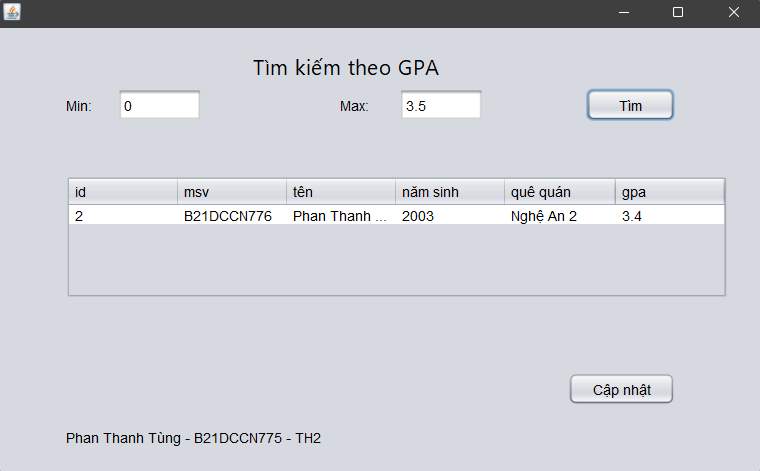 Tìm kiếm theo GPA
Min: 0 Max: 3.5 Tìm
id msv tên năm sinh quê quán gpa
2 B21DCCN776 Phan Thanh ... 2003 Nghệ An 2 3.4
Cập nhật
Phan Thanh Tùng - B21DCCN775 - TH2